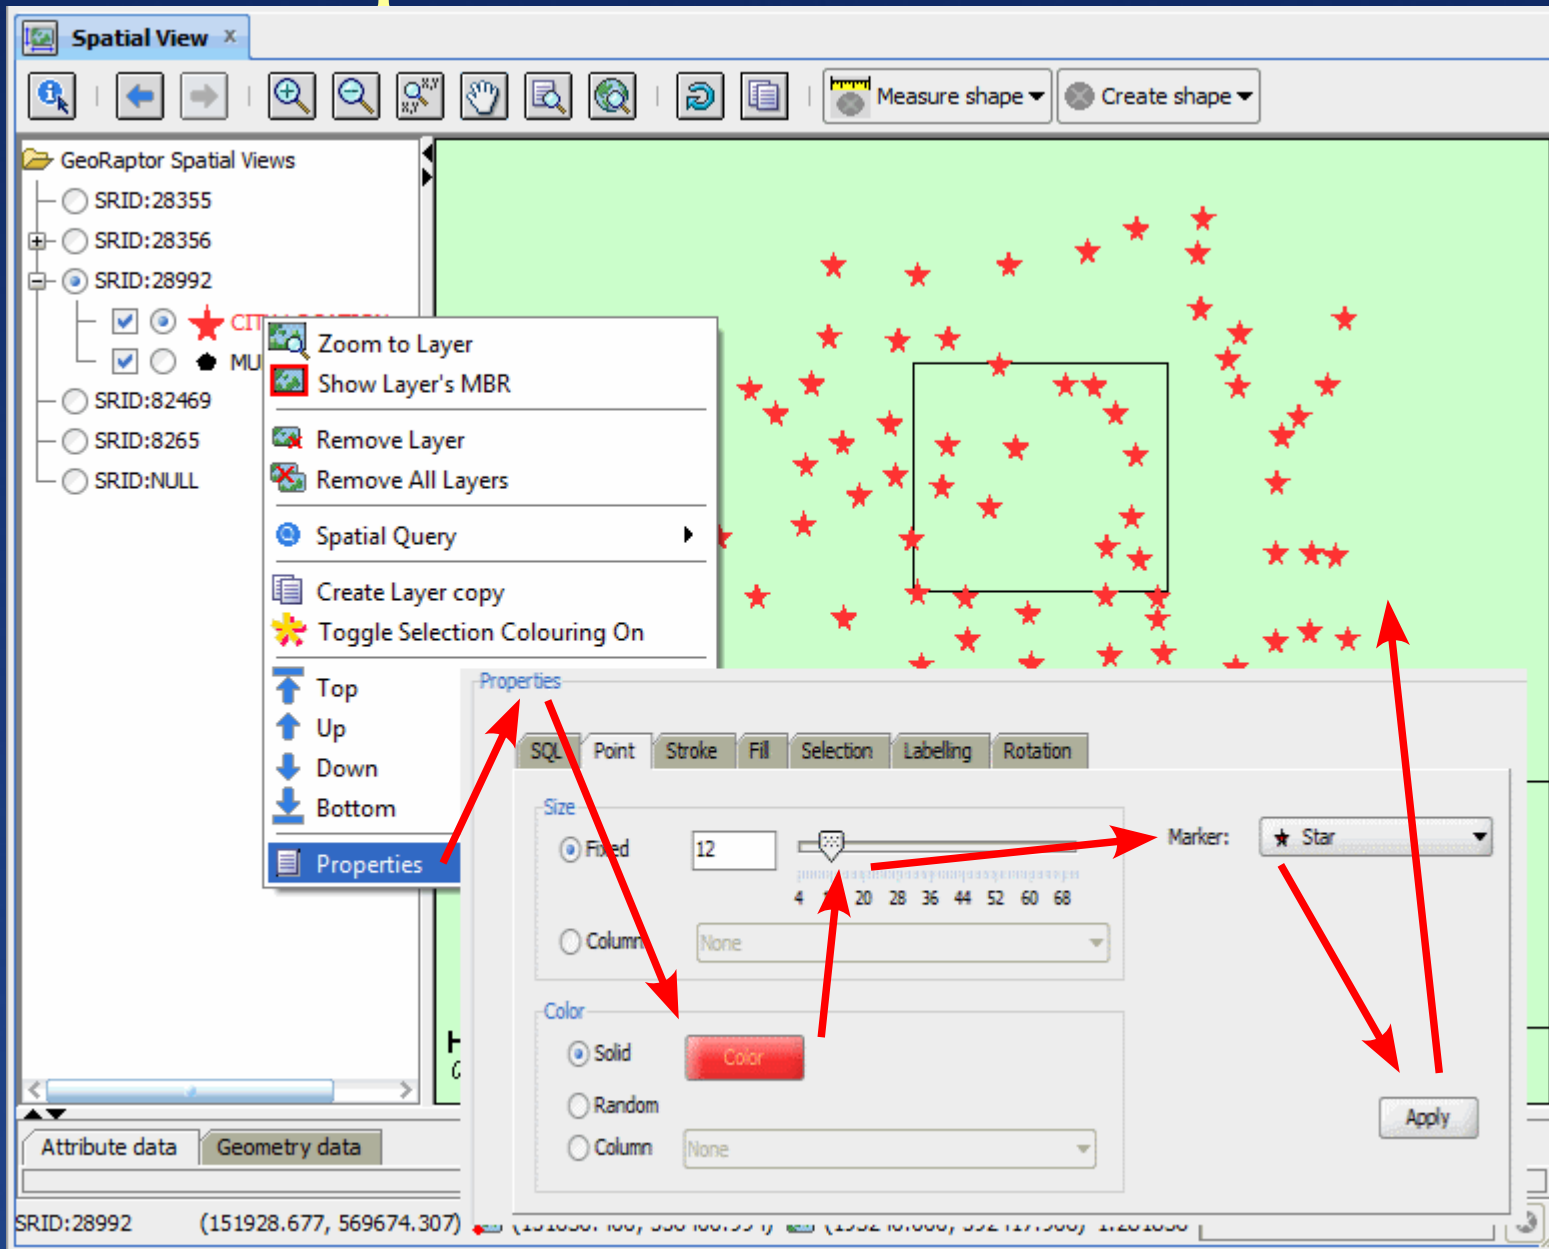 Spatial View x
Measure shape
Create shape
GeoRaptor Spatial Views
SRID:28355
SRID:28356
SRID:28992
MU
SRID:82469
SRID:8265
SRID:NULL
Zoom to Layer
Show Layer's MBR
Remove Layer
Remove All Layers
Spatial Query
Create Layer copy
Toggle Selection Colouring On
Top
Up
Down
Bottom
Properties
Properties
SQL Point Stroke Fill Selection Labelling Rotation
Size
Fixed
12
4 20 28 36 44 52 60 68
Column
None
Marker:
Star
Color
Solid
Color
Random
Column
None
Apply
Attribute data
Geometry data
SRID:28992 (151928.677, 569674.307)